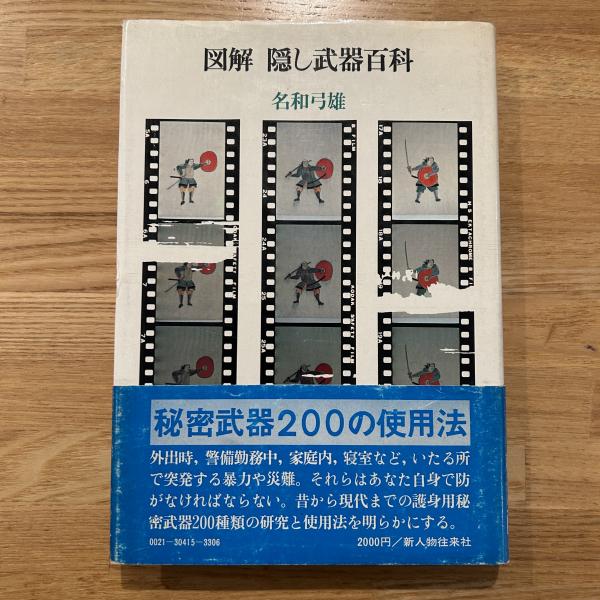 図解 隠し武器百科
名和弓雄
秘密武器200の使用法
外出時，警備勤務中，家庭内，寝室など，いたる所
で突発する暴力や災難。それらはあなた自身で防
がなければならない。昔から現代までの護身用秘
密武器200種類の研究と使用法を明らかにする。
0021－30415－3306
2000円／新人物往来社